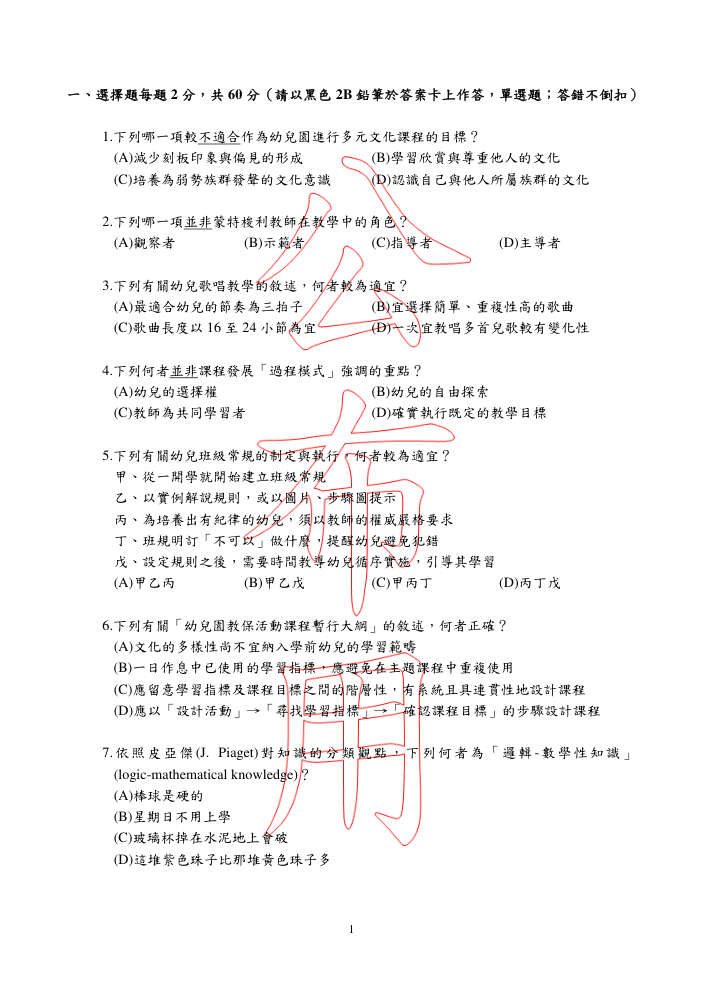 一、選擇題每題 2 分，共 60 分（請以黑色 2B 鉛筆於答案卡上作答，單選題；答錯不倒扣）
1.下列哪一項較不適合作為幼兒園進行多元文化課程的目標？
(A)減少刻板印象與偏見的形成 (B)學習欣賞與尊重他人的文化
(C)培養為弱勢族群發聲的文化意識 (D)認識自己與他人所屬族群的文化
2.下列哪一項並非蒙特梭利教師在教學中的角色？
(A)觀察者 (B)示範者 (C)指導者 (D)主導者
3.下列有關幼兒歌唱教學的敘述，何者較為適宜？
(A)最適合幼兒的節奏為三拍子 (B)宜選擇簡單、重複性高的歌曲
(C)歌曲長度以 16 至 24 小節為宜 (D)一次宜教唱多首兒歌較有變化性
4.下列何者並非課程發展「過程模式」強調的重點？
(A)幼兒的選擇權 (B)幼兒的自由探索
(C)教師為共同學習者 (D)確實執行既定的教學目標
5.下列有關幼兒班級常規的制定與執行，何者較為適宜？
甲、從一開學就開始建立班級常規
乙、以實例解說規則，或以圖片、步驟圖提示
丙、為培養出有紀律的幼兒，須以教師的權威嚴格要求
丁、班規明訂「不可以」做什麼，提醒幼兒避免犯錯
戊、設定規則之後，需要時間教導幼兒循序實施，引導其學習
(A)甲乙丙 (B)甲乙戊 (C)甲丙丁 (D)丙丁戊
6.下列有關「幼兒園教保活動課程暫行大綱」的敘述，何者正確？
(A)文化的多樣性尚不宜納入學前幼兒的學習範疇
(B)一日作息中已使用的學習指標，應避免在主題課程中重複使用
(C)應留意學習指標及課程目標之間的階層性，有系統且具連貫性地設計課程
(D)應以「設計活動」→「尋找學習指標」→「確認課程目標」的步驟設計課程
7.依照皮亞傑(J. Piaget)對知識的分類觀點，下列何者為「邏輯-數學性知識」
(logic-mathematical knowledge)？
(A)棒球是硬的
(B)星期日不用上學
(C)玻璃杯掉在水泥地上會破
(D)這堆紫色珠子比那堆黃色珠子多
公布用
1